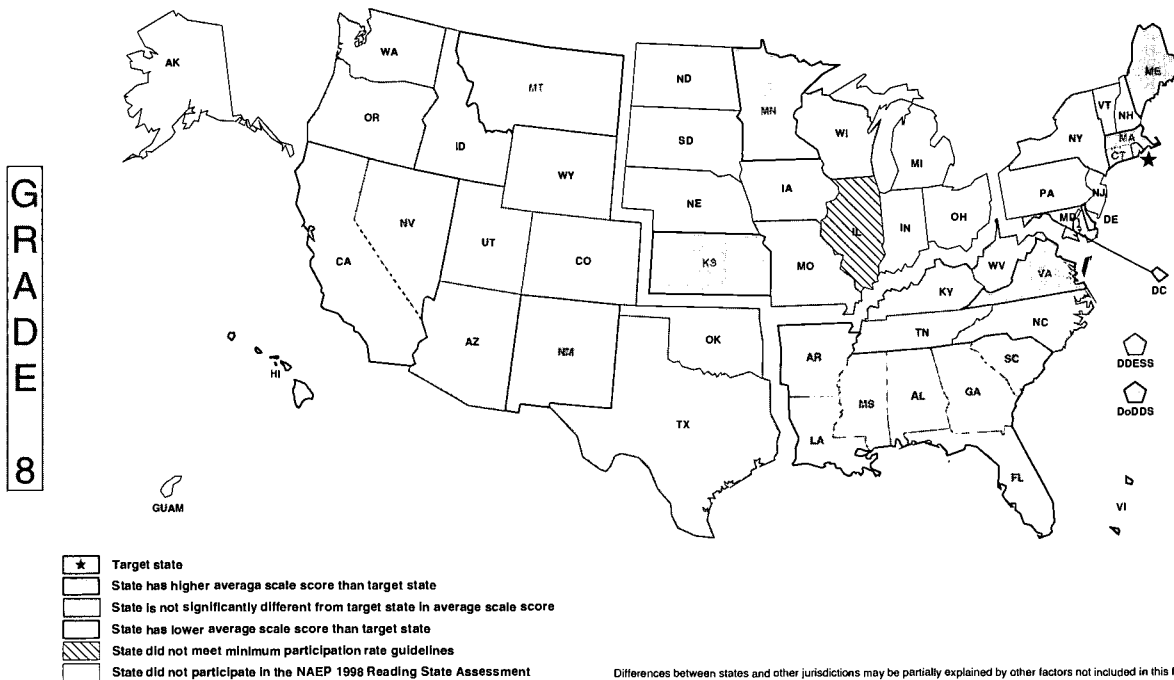 GRADE 8
AK
WA
MT
ND
MN
ME
OR
ID
SD
WI
VT
NH
NY
MA
CT
MI
WY
NE
IA
PA
NJ
NV
UT
CO
KS
MO
IL
IN
OH
MD
DE
CA
WV
VA
DC
KY
AZ
NM
OK
AR
TN
NC
SC
DDESS
HI
TX
LA
MS
AL
GA
DoDDS
FL
GUAM
VI
Target state
State has higher averaga scale score than target state
State is not significantly different from target state in average scale score
State has lower average scale score than target state
State did not meet minimum participation rate guidelines
State did not participate in the NAEP 1998 Reading State Assessment
Differences between states and other jurisdictions may be partially explained by other factors not included in this